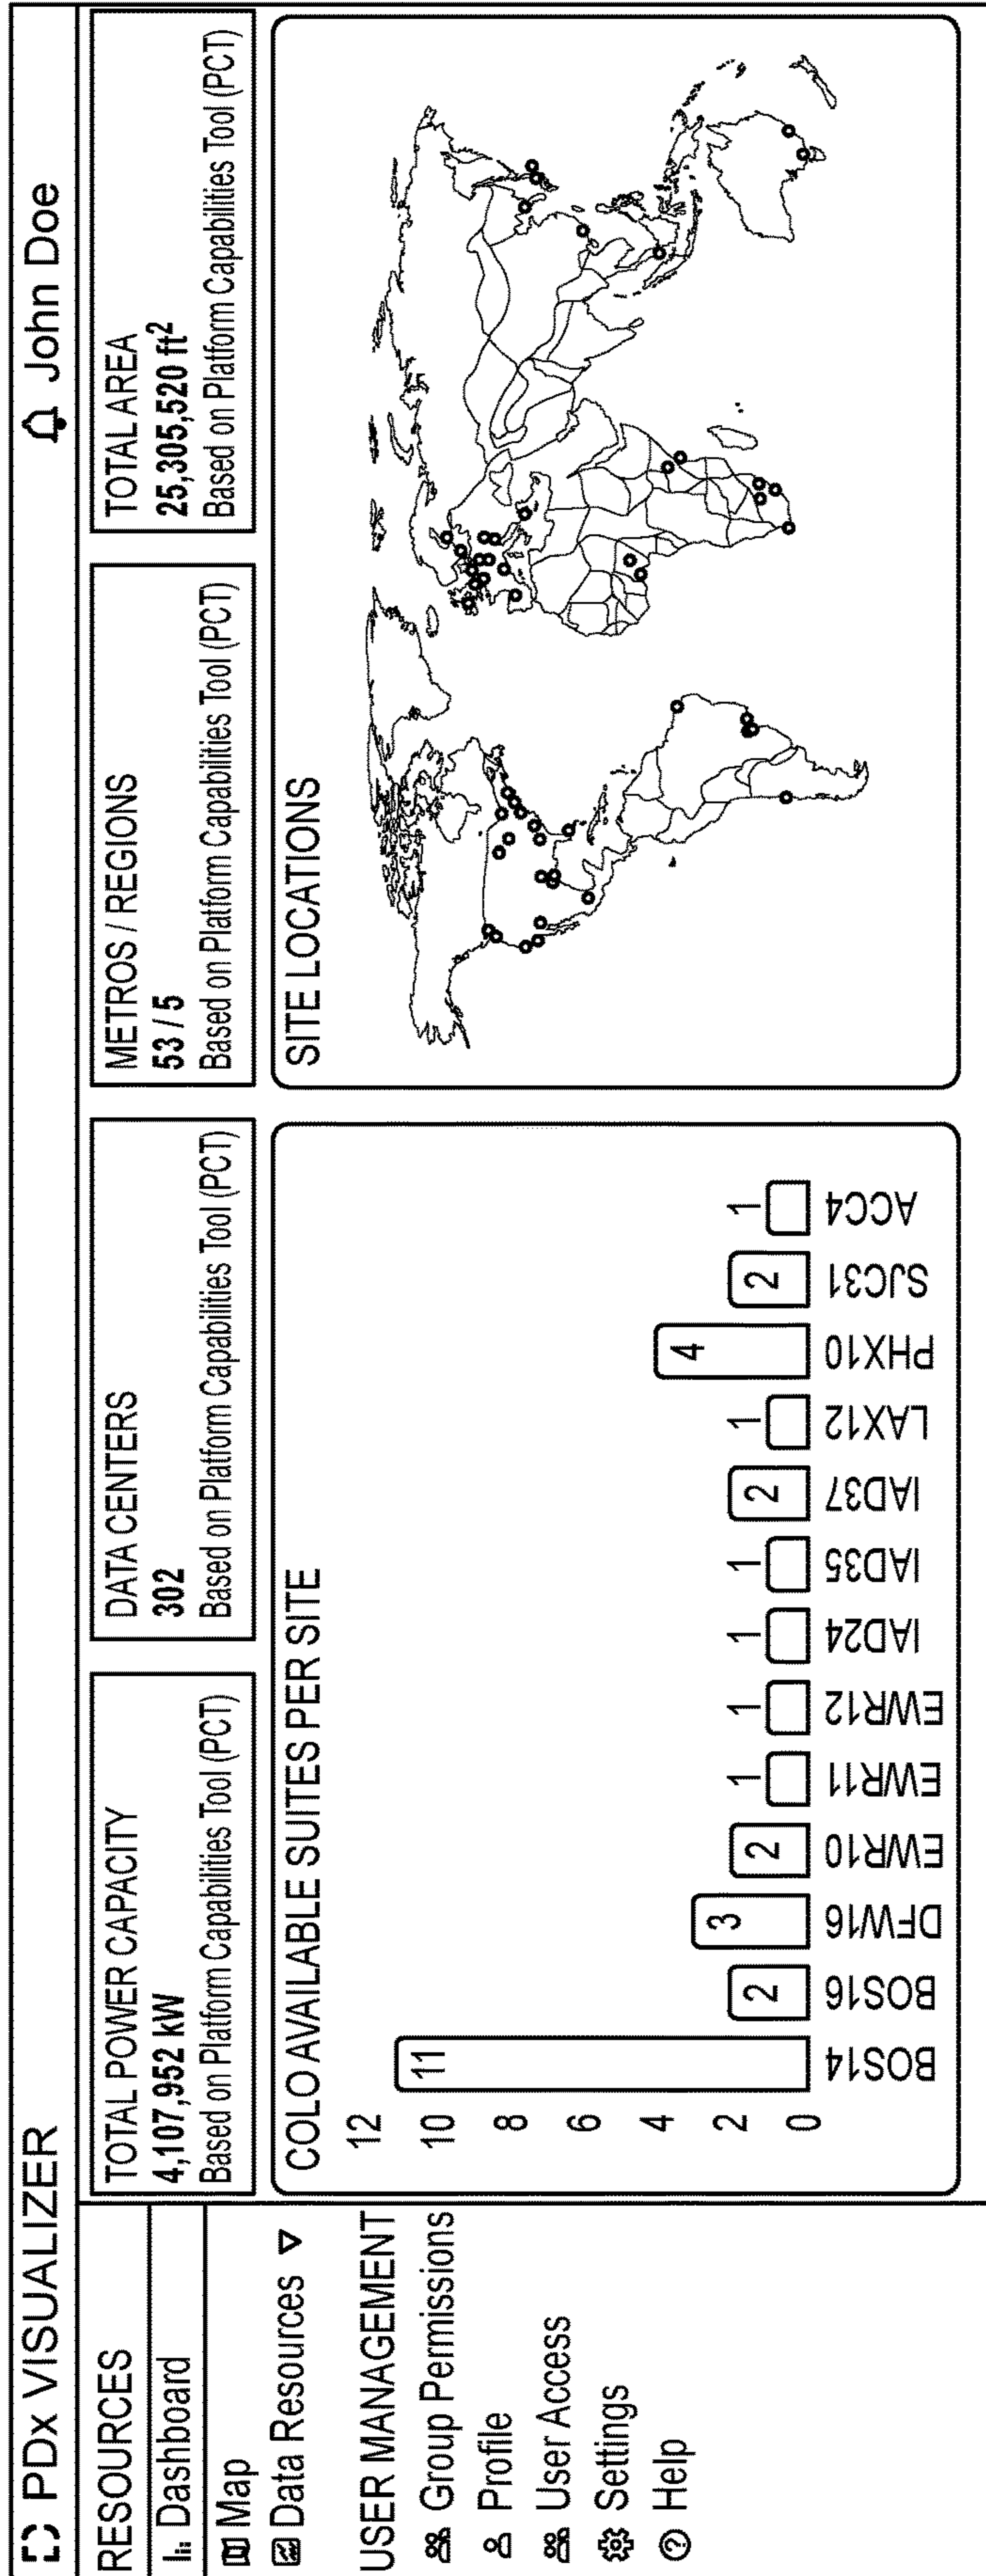 PDx VISUALIZER
John Doe
RESOURCES
Dashboard
Map
Data Resources
USER MANAGEMENT
Group Permissions
Profile
User Access
Settings
Help
TOTAL POWER CAPACITY
4,107,952 kW
Based on Platform Capabilities Tool (PCT)
DATA CENTERS
302
Based on Platform Capabilities Tool (PCT)
METROS / REGIONS
53 / 5
Based on Platform Capabilities Tool (PCT)
TOTAL AREA
25,305,520 ft²
Based on Platform Capabilities Tool (PCT)
COLO AVAILABLE SUITES PER SITE
12
10
8
6
4
2
0
11
2
3
2
1
1
1
1
2
1
4
2
1
BOS14
BOS16
DFW16
EWR10
EWR11
EWR12
IAD24
IAD35
IAD37
LAX12
PHX10
SJC31
ACC4
SITE LOCATIONS